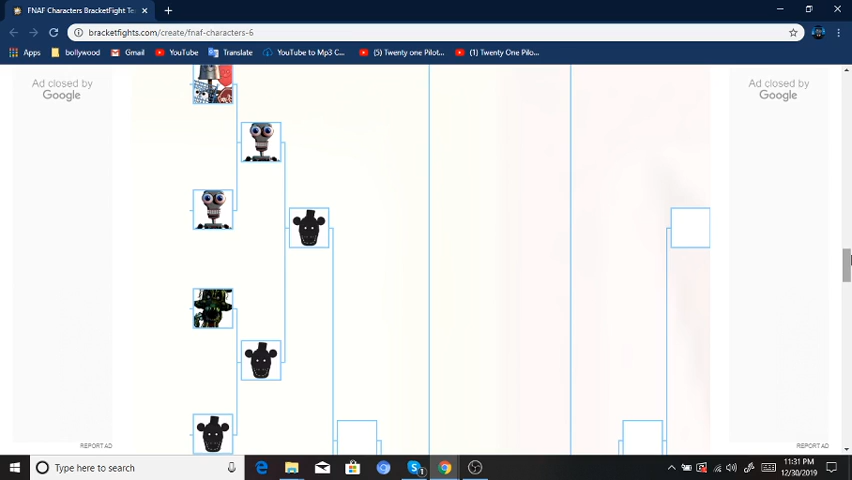 FNAF Characters BracketFight Te
bracketfights.com/create/fnaf-characters-6
Apps bollywood Gmail YouTube Translate YouTube to Mp3 C... (5) Twenty one Pilot... (1) Twenty One Pilo...
Ad closed by
Google
Ad closed by
Google
REPORT AD
REPORT AD
Type here to search
1
11:31 PM
12/30/2019